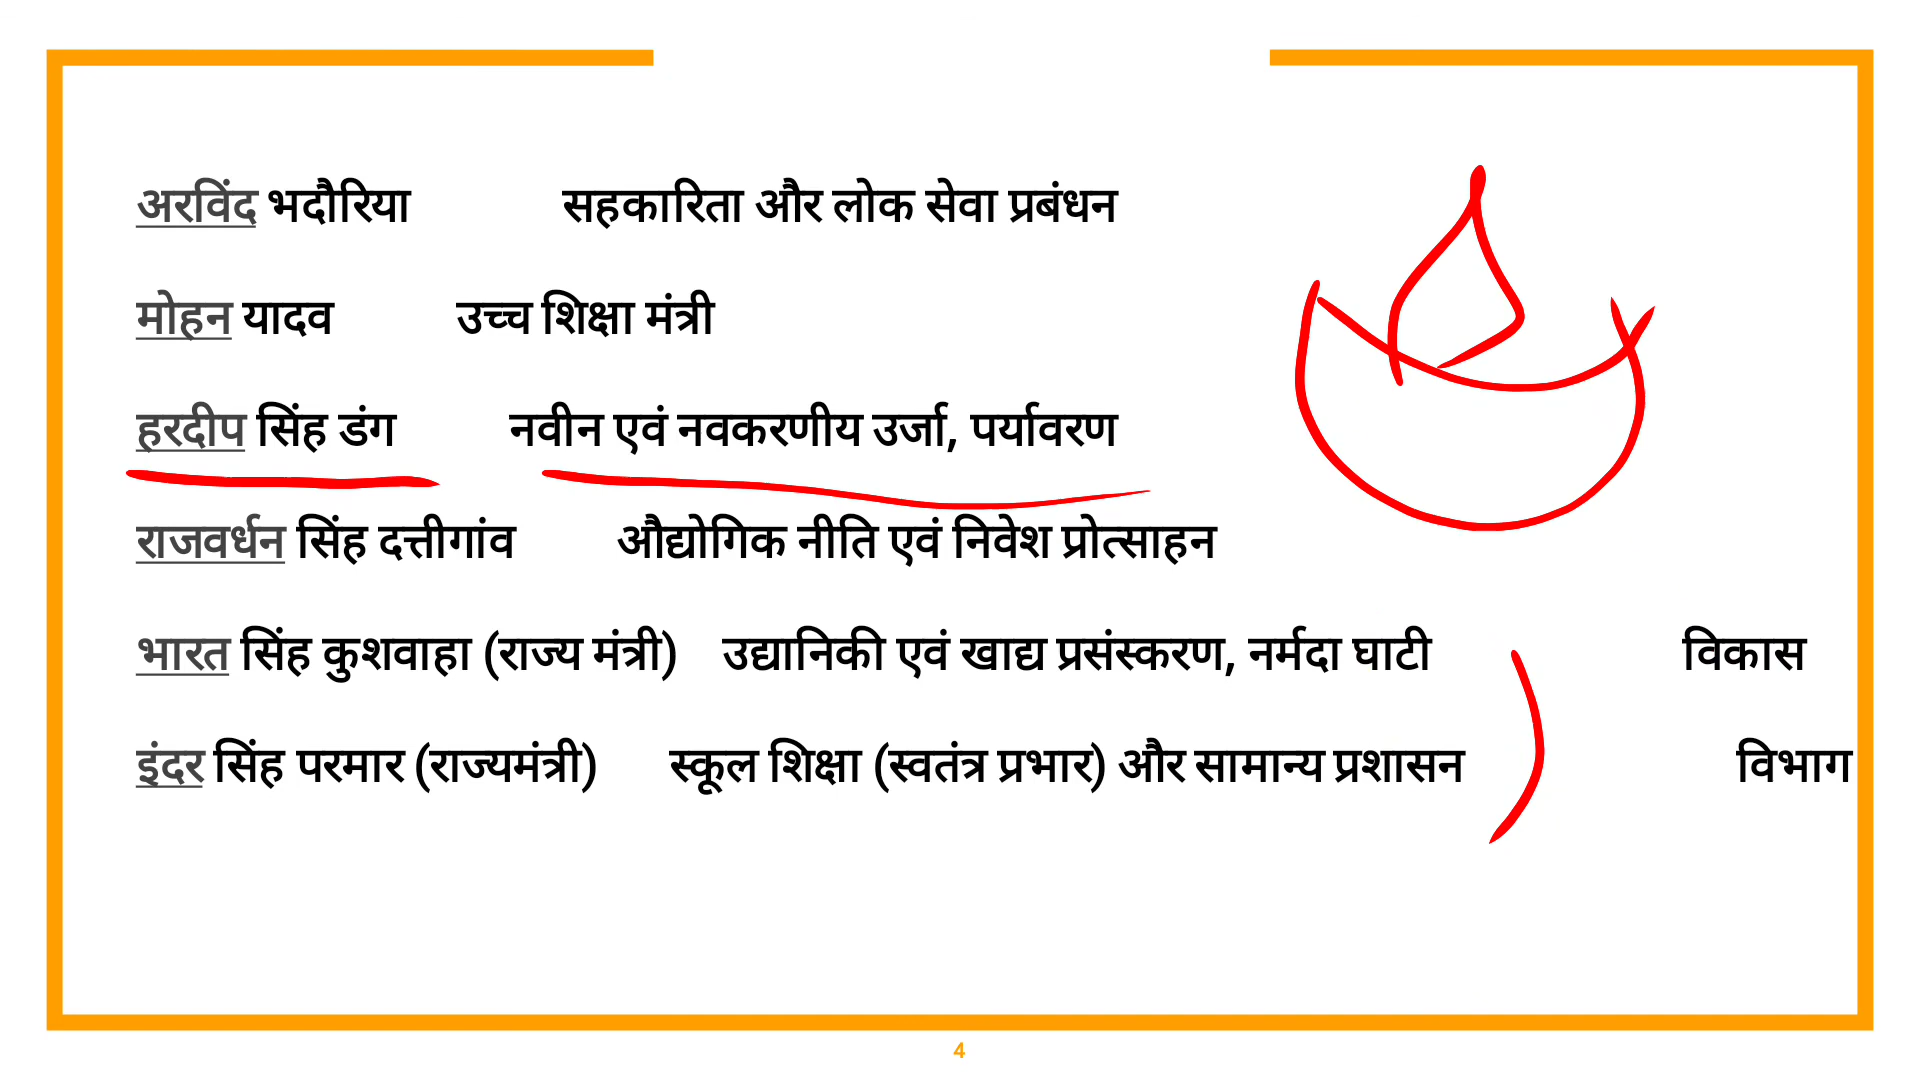 अरविंद भदौरिया सहकारिता और लोक सेवा प्रबंधन
मोहन यादव उच्च शिक्षा मंत्री
हरदीप सिंह डंग नवीन एवं नवकरणीय उर्जा, पर्यावरण
राजवर्धन सिंह दत्तीगांव औद्योगिक नीति एवं निवेश प्रोत्साहन
भारत सिंह कुशवाहा (राज्य मंत्री) उद्यानिकी एवं खाद्य प्रसंस्करण, नर्मदा घाटी विकास
इंदर सिंह परमार (राज्यमंत्री) स्कूल शिक्षा (स्वतंत्र प्रभार) और सामान्य प्रशासन विभाग
4